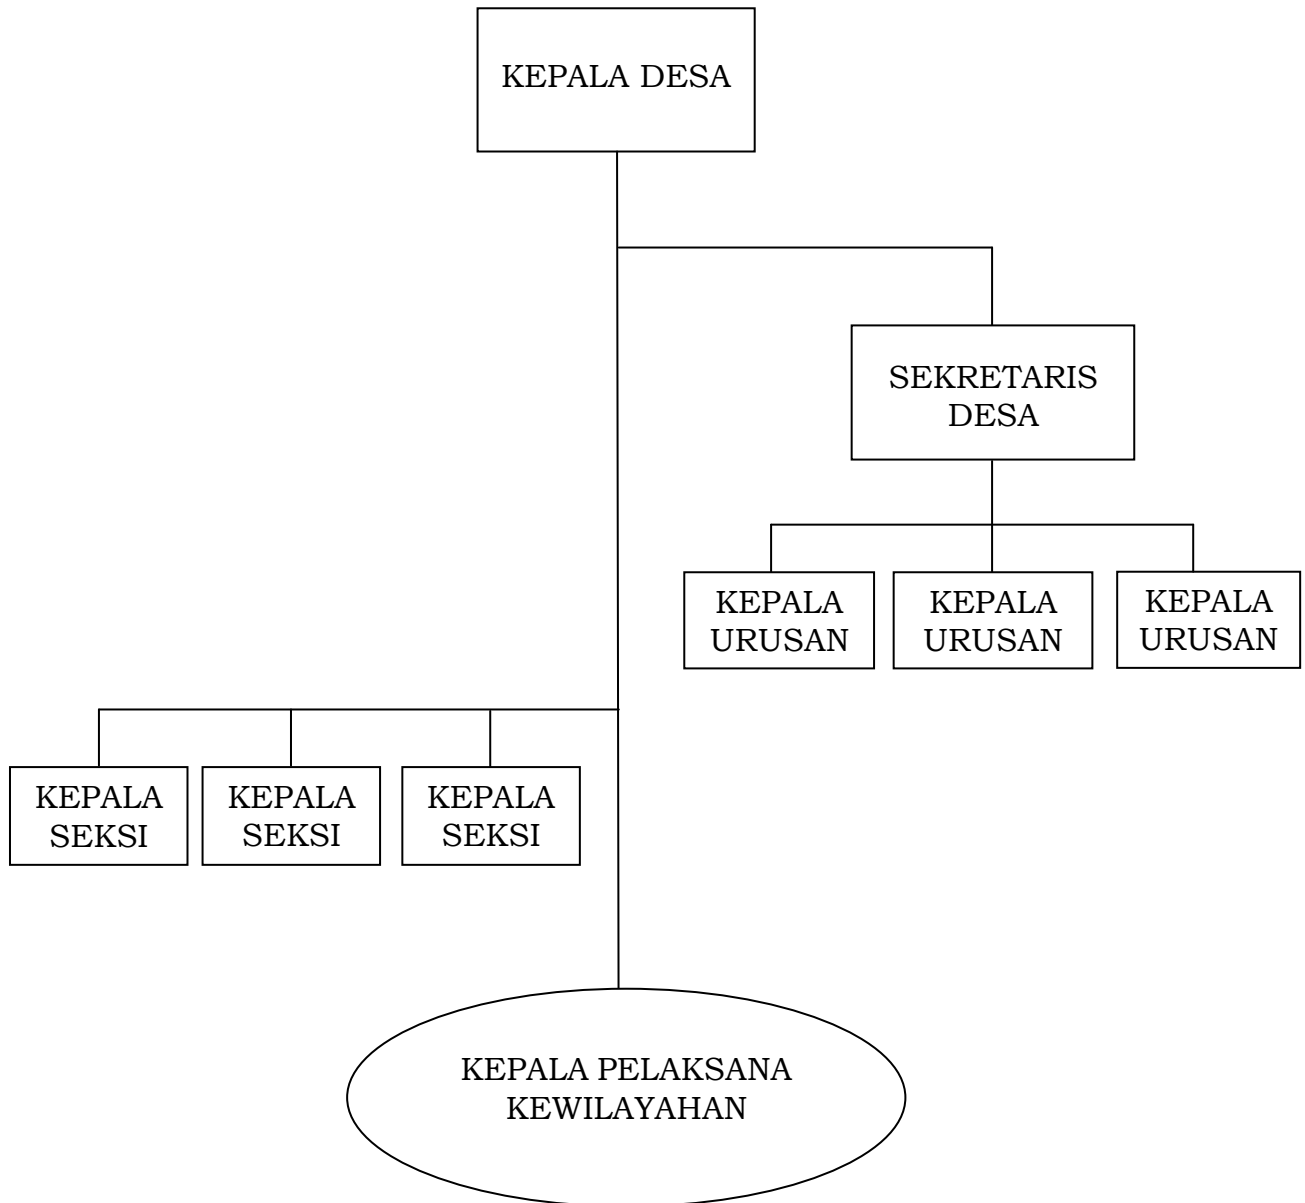 KEPALA DESA
SEKRETARIS
DESA
KEPALA
URUSAN
KEPALA
URUSAN
KEPALA
URUSAN
KEPALA
SEKSI
KEPALA
SEKSI
KEPALA
SEKSI
KEPALA PELAKSANA
KEWILAYAHAN